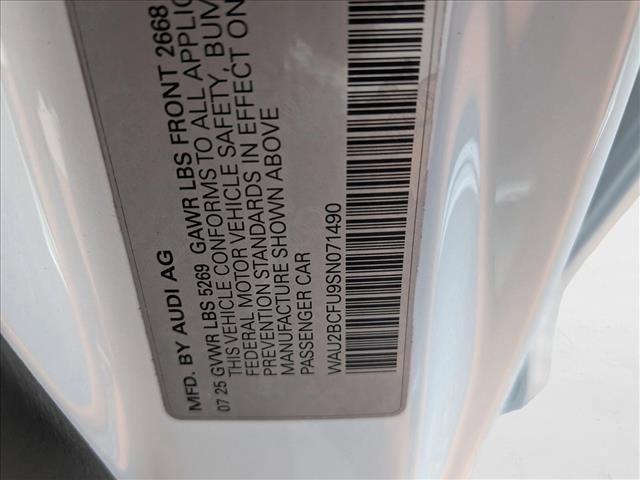 MFD. BY AUDI AG
07 25 GVWR LBS 5269 GAWR LBS FRONT 2668
THIS VEHICLE CONFORMS TO ALL APPLIC
FEDERAL MOTOR VEHICLE SAFETY, BUM
PREVENTION STANDARDS IN EFFECT ON
MANUFACTURE SHOWN ABOVE
PASSENGER CAR
WAU2BCFU9SN071490